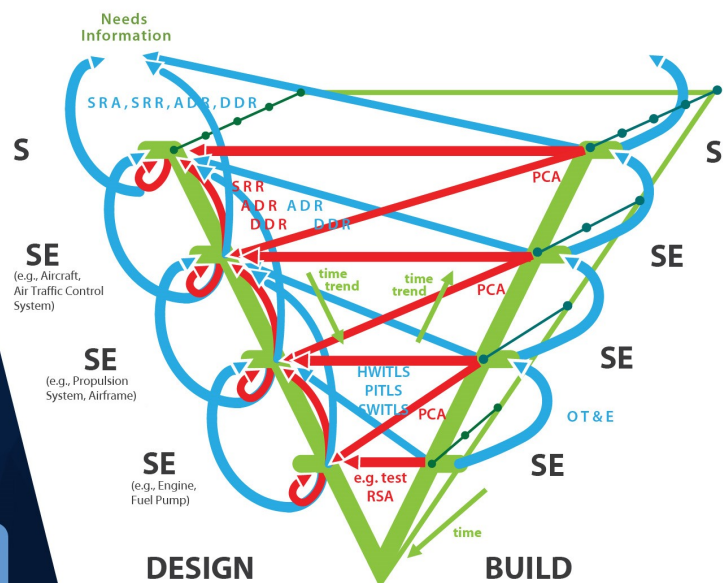 Needs
Information
SRA, SRR, ADR, DDR
S
S
PCA
SRR
ADR ADR
DDR DDR
SE
(e.g., Aircraft,
Air Traffic Control
System)
SE
time
trend
time
trend
PCA
SE
(e.g., Propulsion
System, Airframe)
SE
HWITLS
PITLS
SWITLS
PCA
OT&E
SE
(e.g., Engine,
Fuel Pump)
SE
e.g. test
RSA
time
DESIGN
BUILD